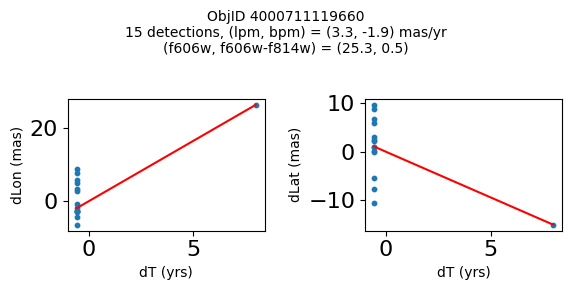 ObjID 4000711119660
15 detections, (lpm, bpm) = (3.3, -1.9) mas/yr
(f606w, f606w-f814w) = (25.3, 0.5)
dLon (mas)
20
0
0
5
dT (yrs)
dLat (mas)
10
0
−10
0
5
dT (yrs)